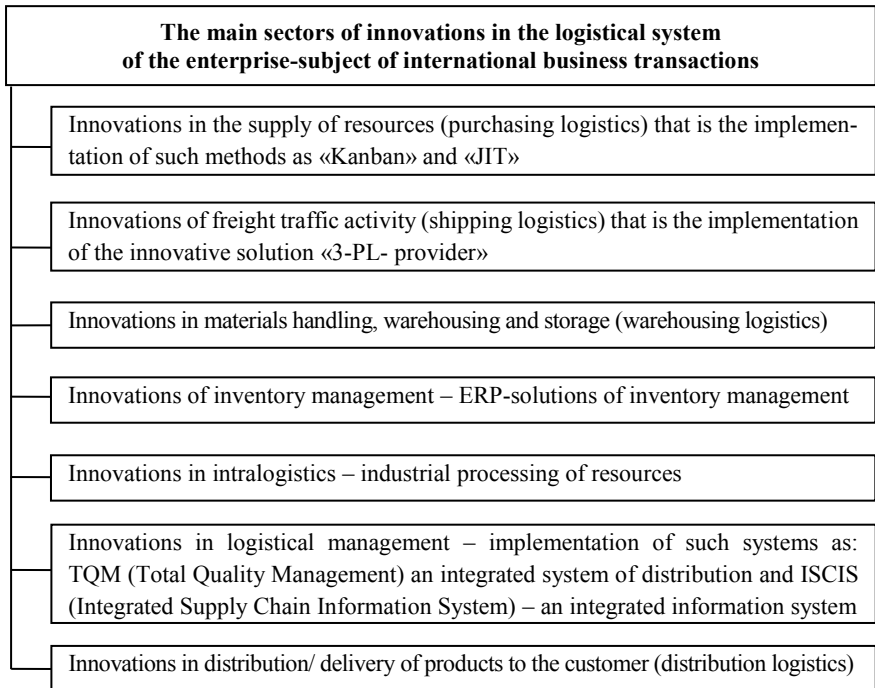 The main sectors of innovations in the logistical system
of the enterprise-subject of international business transactions
Innovations in the supply of resources (purchasing logistics) that is the implemen-
tation of such methods as «Kanban» and «JIT»
Innovations of freight traffic activity (shipping logistics) that is the implementation
of the innovative solution «3-PL- provider»
Innovations in materials handling, warehousing and storage (warehousing logistics)
Innovations of inventory management – ERP-solutions of inventory management
Innovations in intralogistics – industrial processing of resources
Innovations in logistical management – implementation of such systems as:
TQM (Total Quality Management) an integrated system of distribution and ISCIS
(Integrated Supply Chain Information System) – an integrated information system
Innovations in distribution/ delivery of products to the customer (distribution logistics)